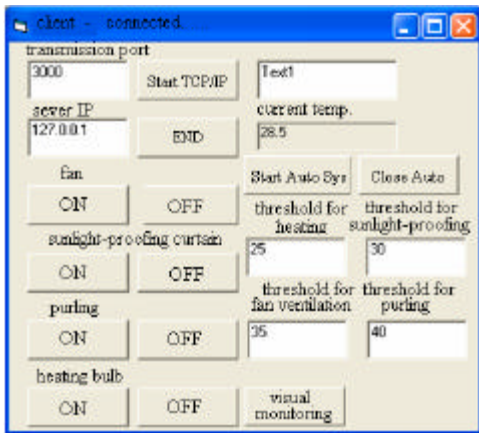 client - connected.....
transmission port
3000
Start TCP/IP
Text1
sever IP
127.0.0.1
END
current temp.
28.5
fan
Start Auto Sys
Close Auto
ON
OFF
threshold for
heating
threshold for
sunlight-proofing
sunlight-proofing curtain
ON
OFF
25
30
purling
threshold for
fan ventilation
threshold for
purling
ON
OFF
35
40
heating bulb
ON
OFF
visual
monitoring